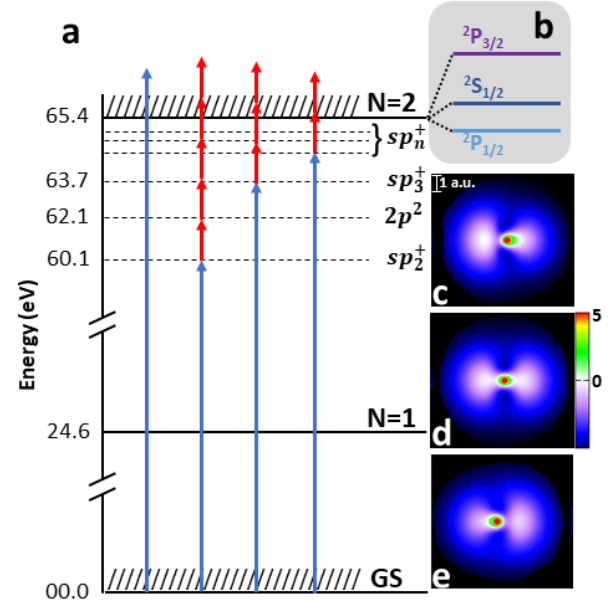 a
b
²P₃/₂
²S₁/₂
²P₁/₂
N=2
65.4
sp⁺ₙ
63.7
sp⁺₃
62.1
2p²
60.1
sp⁺₂
Energy (eV)
N=1
24.6
GS
00.0
1 a.u.
c
d
5
0
e